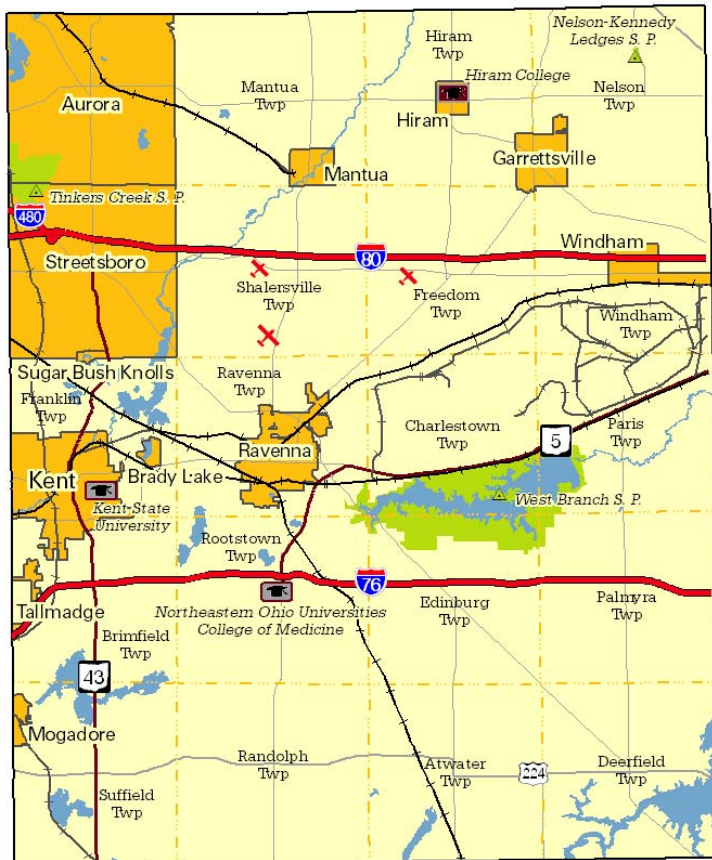 Nelson-Kennedy
Ledges S. P.
Hiram
Twp
Hiram College
Aurora
Mantua
Twp
Nelson
Twp
Hiram
Garrettsville
Mantua
Tinkers Creek S. P.
480
Windham
Streetsboro
80
Shalersville
Twp
Freedom
Twp
Windham
Twp
Sugar Bush Knolls
Ravenna
Twp
Franklin
Twp
Charlestown
Twp
5
Paris
Twp
Ravenna
Kent
Brady Lake
West Branch S. P.
Kent State
University
Rootstown
Twp
76
Tallmadge
Northeastern Ohio Universities
College of Medicine
Edinburg
Twp
Palmyra
Twp
Brimfield
Twp
43
Mogadore
Randolph
Twp
Atwater
Twp
224
Deerfield
Twp
Suffield
Twp